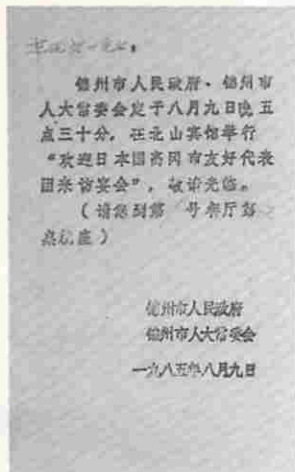 锦州市人民政府、锦州市
人大常委会定于八月九日晚五
点三十分，在北山宾馆举行
“欢迎日本国高冈市友好代表
团来访宴会”，敬请光临。
（请您到第 号餐厅第
桌就座）
锦州市人民政府
锦州市人大常委会
一九八五年八月九日